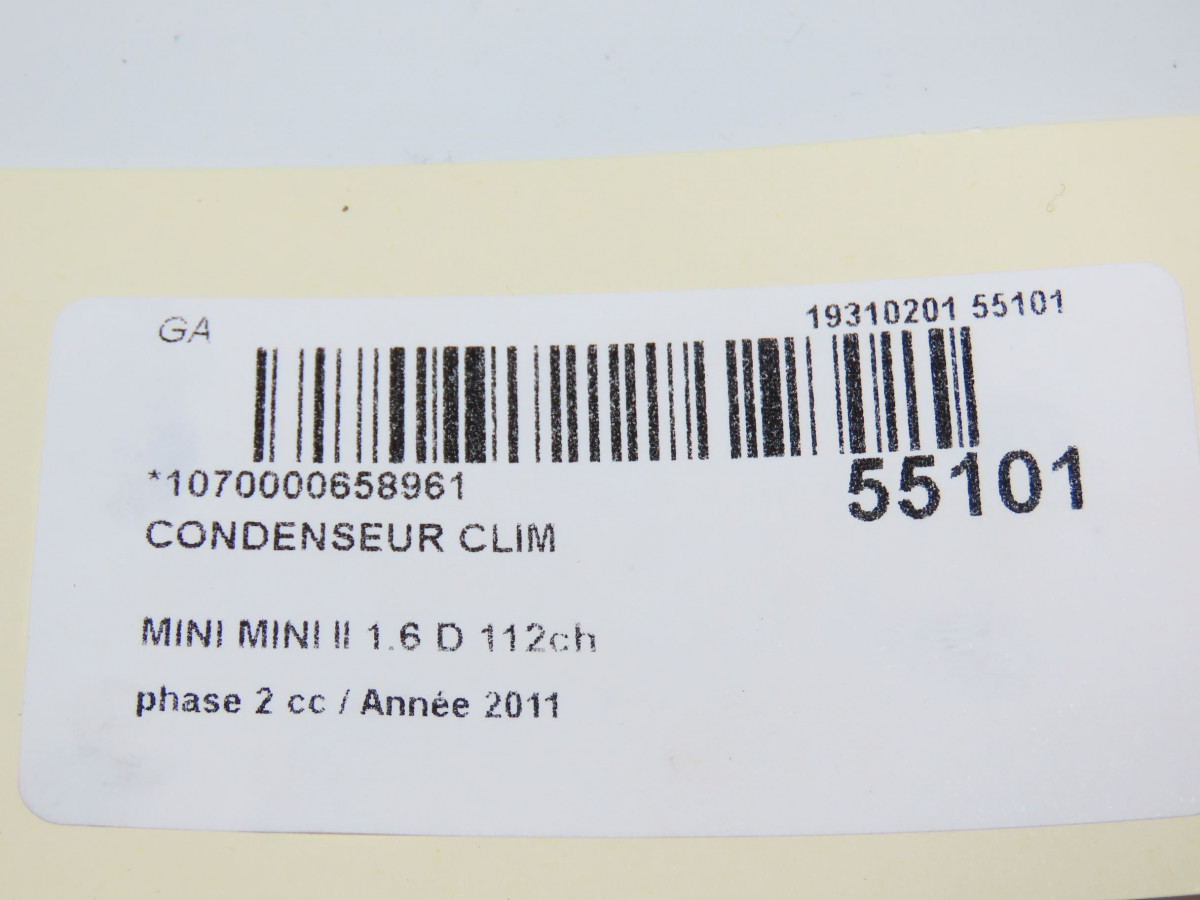 GA
19310201 55101
*1070000658961
55101
CONDENSEUR CLIM
MINI MINI II 1.6 D 112ch
phase 2 cc / Année 2011